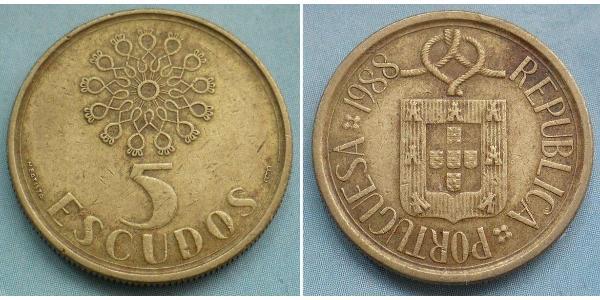 5
ESCUDOS
1988
REPUBLICA
PORTUGUESA